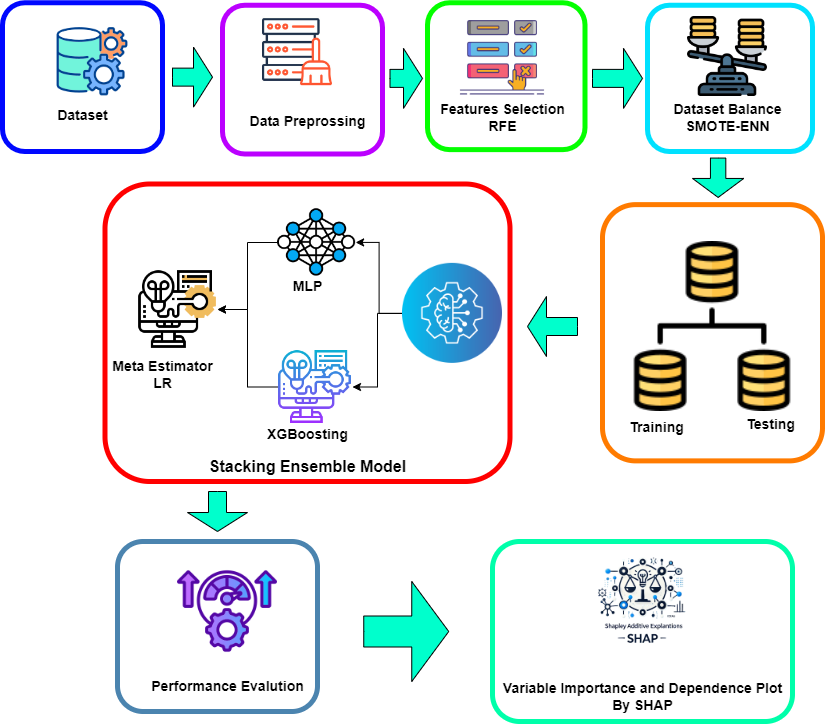 Dataset
Data Preprossing
Features Selection
RFE
Dataset Balance
SMOTE-ENN
MLP
Meta Estimator
LR
XGBoosting
Stacking Ensemble Model
Training
Testing
Performance Evalution
Shapley Additive Explantions
SHAP
Variable Importance and Dependence Plot
By SHAP